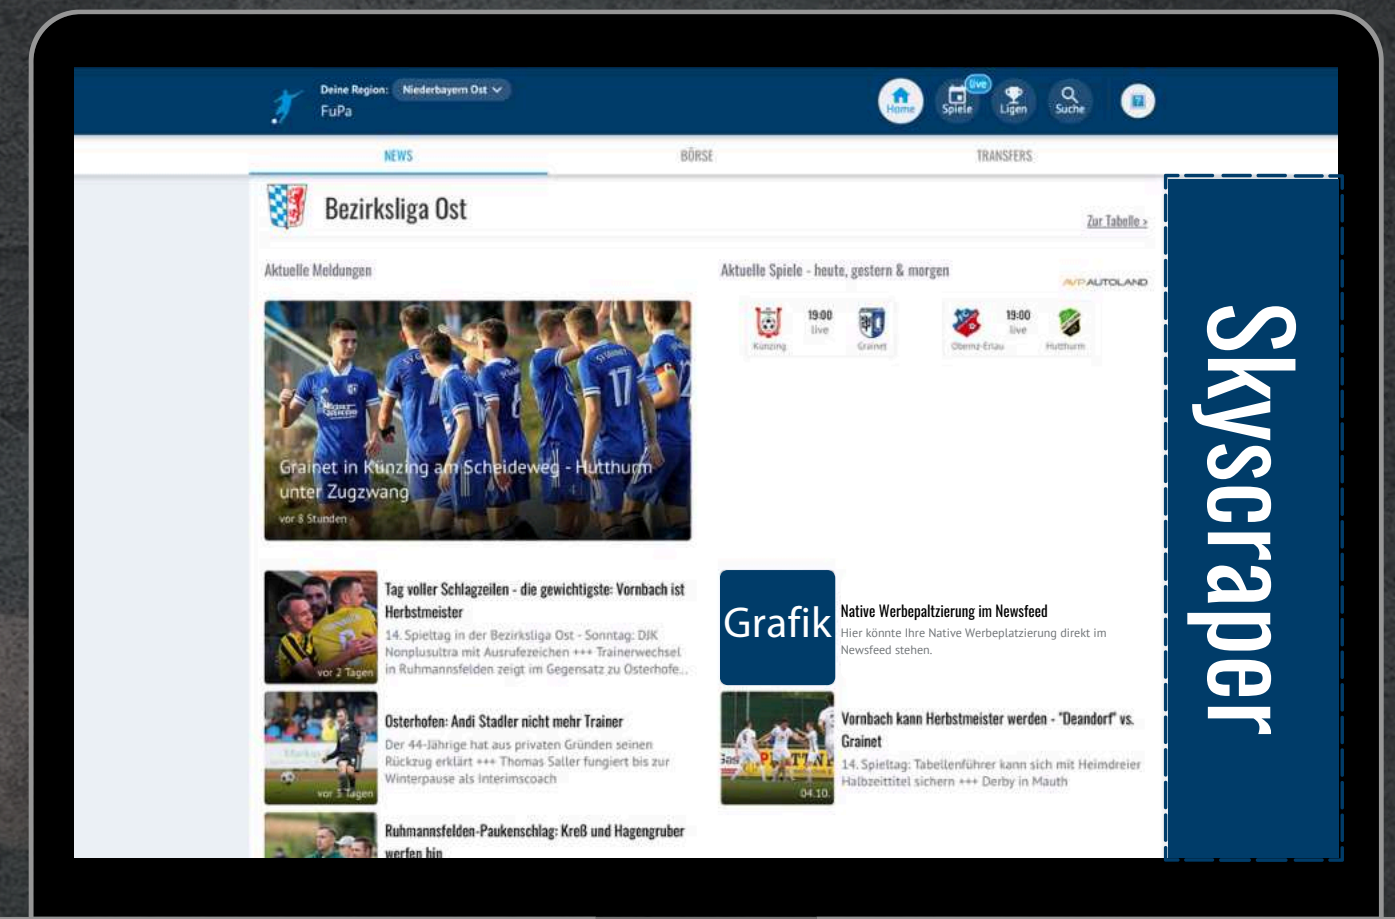 Deine Region: Niederbayern Ost
FuPa
Home
Spiele
live
Ligen
Suche
NEWS
BÖRSE
TRANSFERS
Bezirksliga Ost
Zur Tabelle >
Aktuelle Meldungen
Aktuelle Spiele - heute, gestern & morgen
AVP AUTOLAND
19:00
live
Künzing
Grainet
19:00
live
Obernz-Erlau
Hutthurm
17
Grainet in Künzing am Scheideweg - Hutthurm
unter Zugzwang
vor 8 Stunden
vor 2 Tagen
Tag voller Schlagzeilen - die gewichtigste: Vornbach ist
Herbstmeister
14. Spieltag in der Bezirksliga Ost - Sonntag: DJK
Nonplusultra mit Ausrufezeichen +++ Trainerwechsel
in Ruhmannsfelden zeigt im Gegensatz zu Osterhofe...
Grafik
Native Werbepaltzierung im Newsfeed
Hier könnte Ihre Native Werbeplatzierung direkt im
Newsfeed stehen.
vor 3 Tagen
Osterhofen: Andi Stadler nicht mehr Trainer
Der 44-Jährige hat aus privaten Gründen seinen
Rückzug erklärt +++ Thomas Saller fungiert bis zur
Winterpause als Interimscoach
04.10.
Vornbach kann Herbstmeister werden - "Deandorf" vs.
Grainet
14. Spieltag: Tabellenführer kann sich mit Heimdreier
Halbzeittitel sichern +++ Derby in Mauth
Ruhmannsfelden-Paukenschlag: Kreß und Hagengruber
werfen hin
Skyscraper